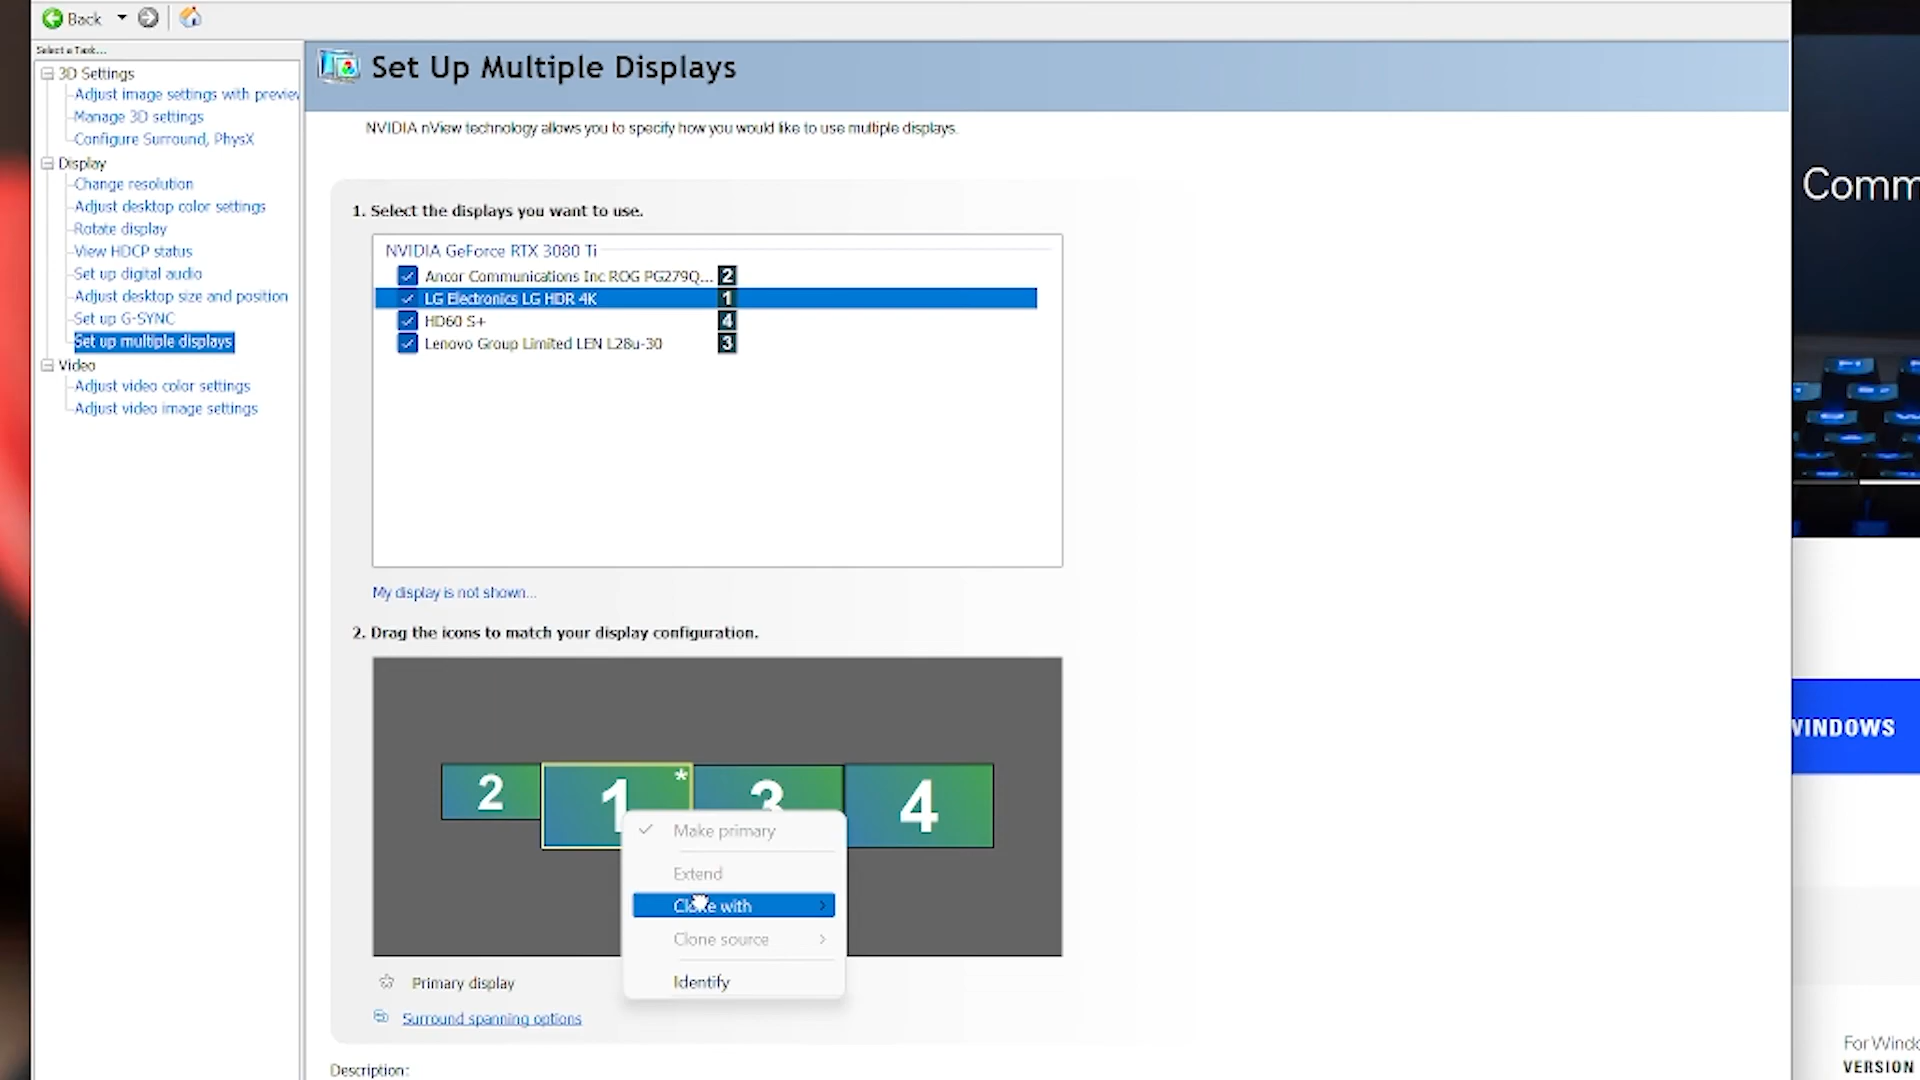 Back
Select a Task...
3D Settings
Adjust image settings with preview
Manage 3D settings
Configure Surround, PhysX
Display
Change resolution
Adjust desktop color settings
Rotate display
View HDCP status
Set up digital audio
Adjust desktop size and position
Set up G-SYNC
Set up multiple displays
Video
Adjust video color settings
Adjust video image settings
Set Up Multiple Displays
NVIDIA nView technology allows you to specify how you would like to use multiple displays.
1. Select the displays you want to use.
NVIDIA GeForce RTX 3080 Ti
Ancor Communications Inc ROG PG279Q... 2
LG Electronics LG HDR 4K 1
HD60 S+ 4
Lenovo Group Limited LEN L28u-30 3
My display is not shown...
2. Drag the icons to match your display configuration.
2 1 * 3 4
Make primary
Extend
Clone with
Clone source
Identify
Primary display
Surround spanning options
Description:
Comm
WINDOWS
For Windo
VERSION